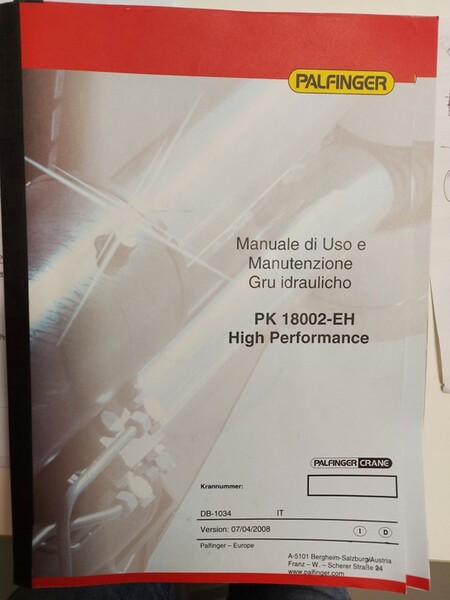 PALFINGER
Manuale di Uso e
Manutenzione
Gru idraulicho
PK 18002-EH
High Performance
PALFINGER CRANE
Krannummer:
DB-1034 IT
Version: 07/04/2008 I D
Palfinger – Europe
A-5101 Bergheim-Salzburg/Austria
Franz – W. – Scherer Straße 24
www.palfinger.com